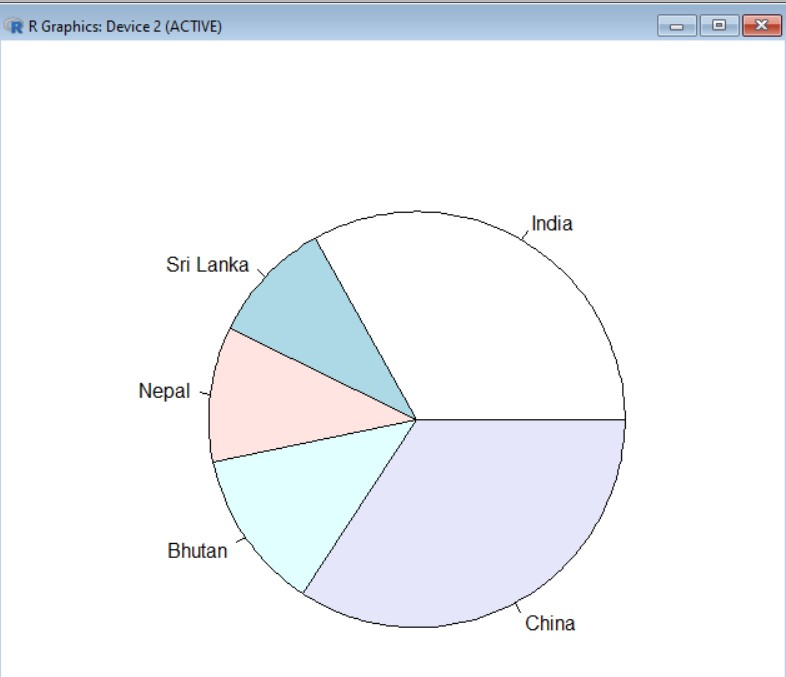 R Graphics: Device 2 (ACTIVE)
India
Sri Lanka
Nepal
Bhutan
China